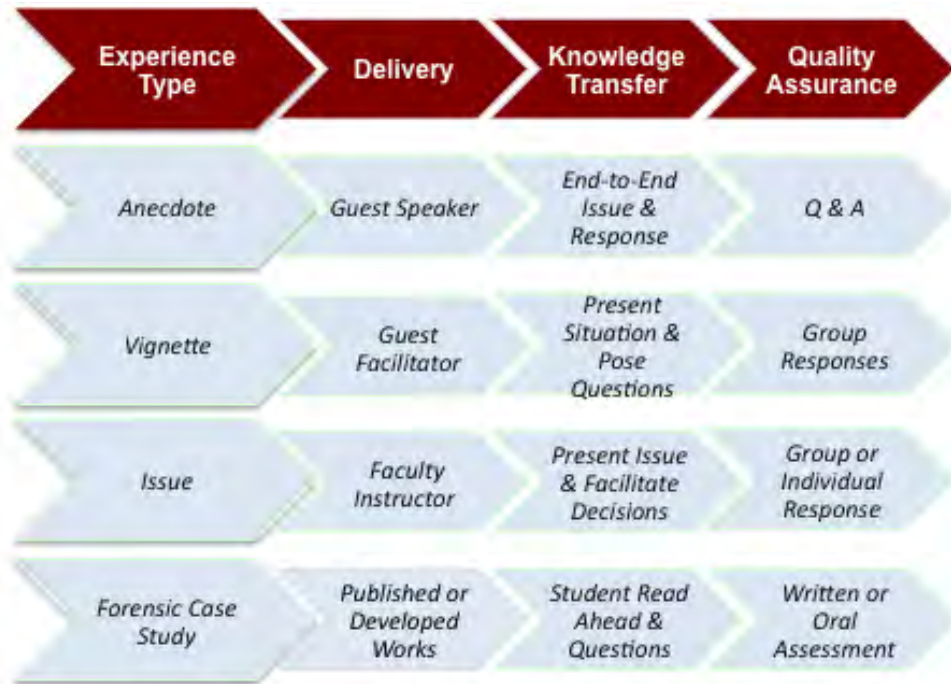 Experience
Type
Delivery
Knowledge
Transfer
Quality
Assurance
Anecdote
Guest Speaker
End-to-End
Issue &
Response
Q & A
Vignette
Guest
Facilitator
Present
Situation &
Pose
Questions
Group
Responses
Issue
Faculty
Instructor
Present Issue
& Facilitate
Decisions
Group or
Individual
Response
Forensic Case
Study
Published or
Developed
Works
Student Read
Ahead &
Questions
Written or
Oral
Assessment